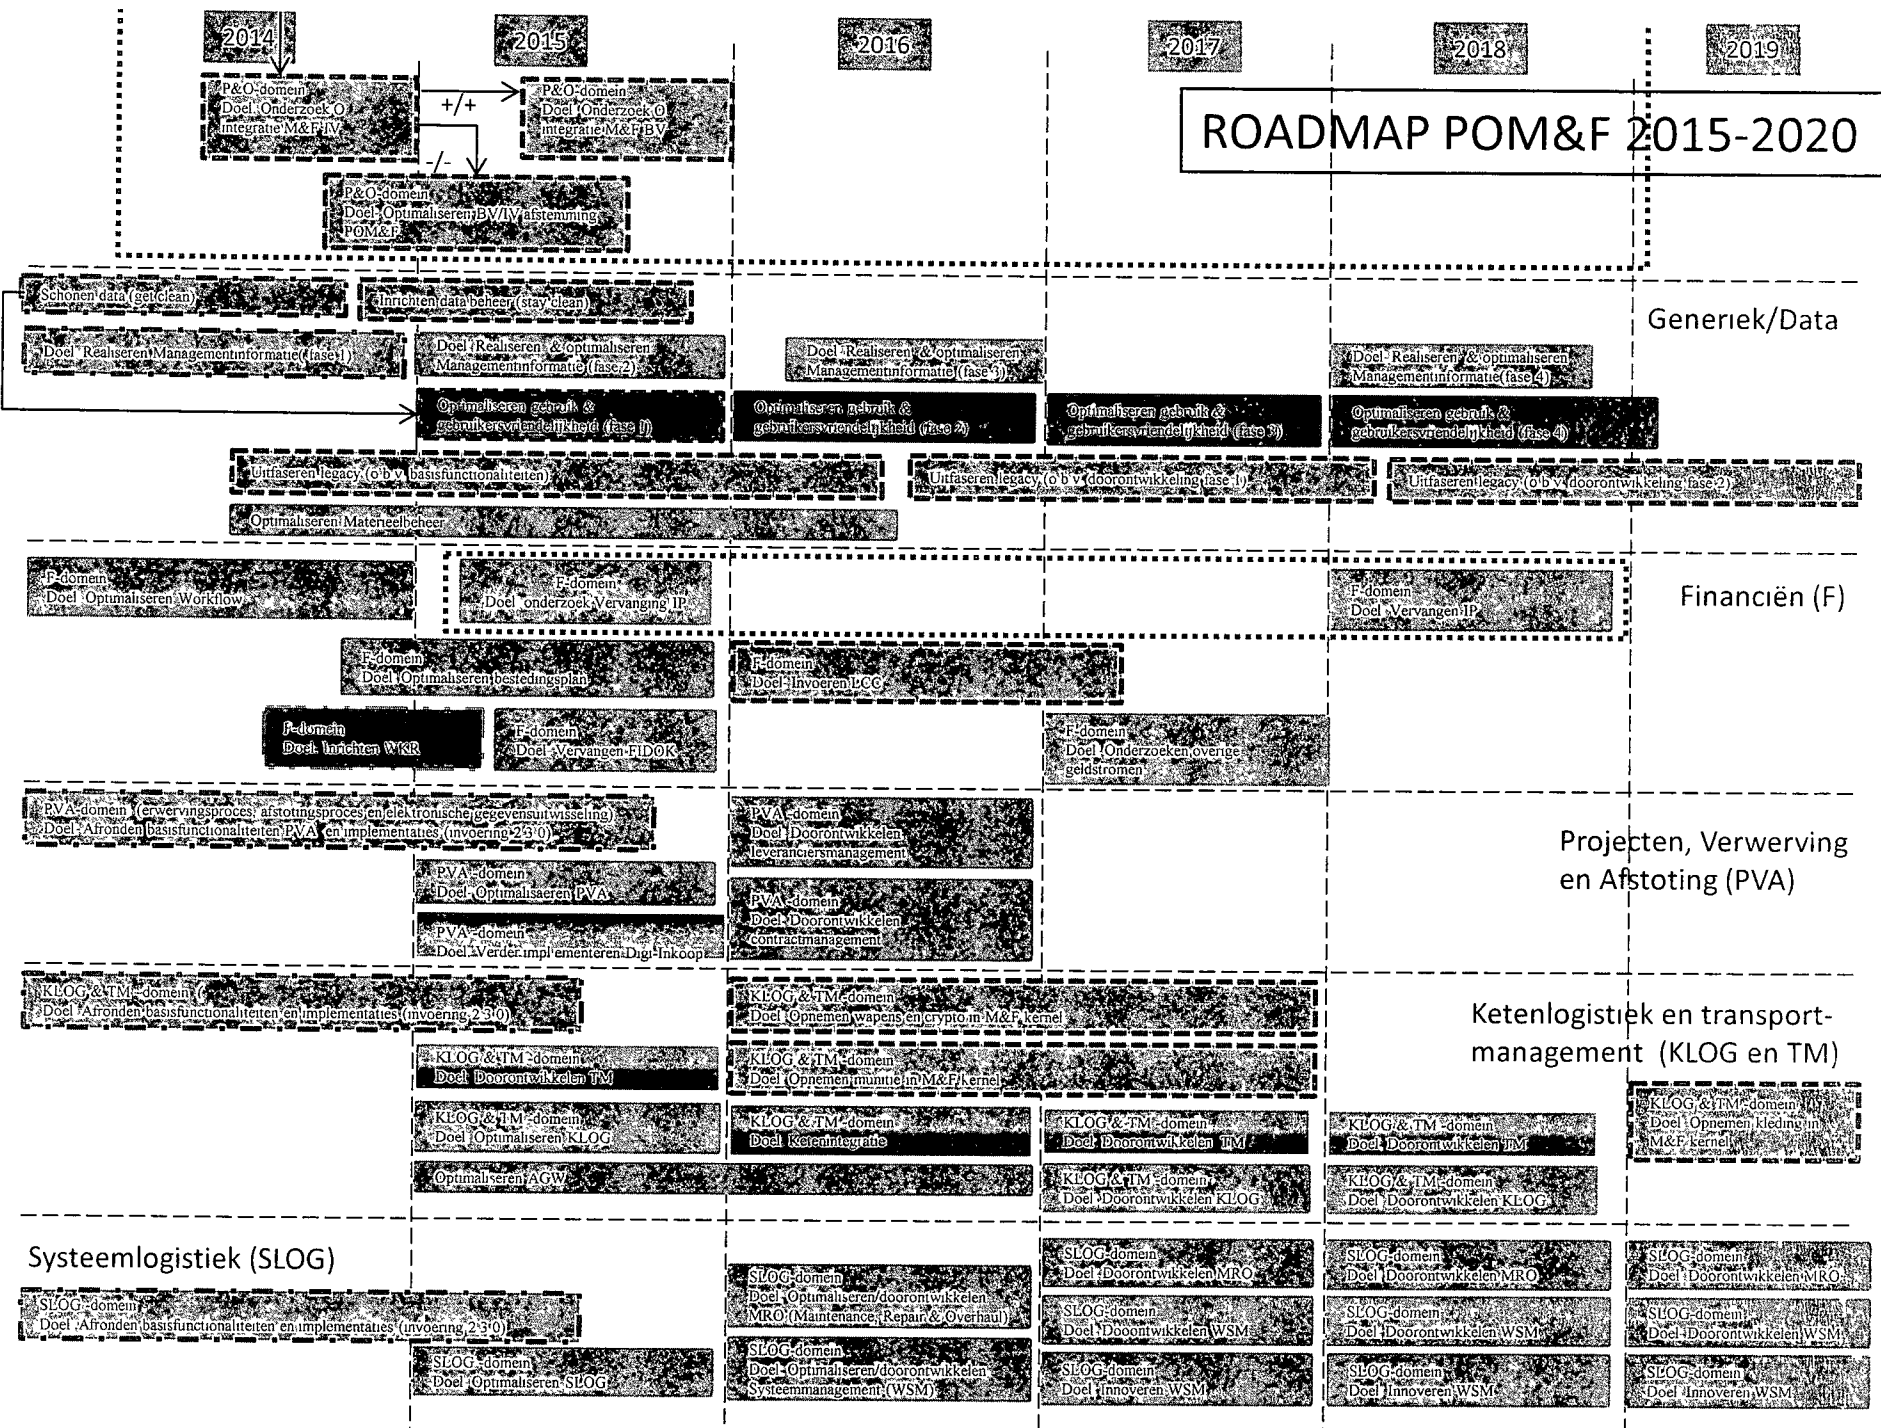 2014
2015
2016
2017
2018
2019
ROADMAP POM&F 2015-2020
P&O-domein
Doel Onderzoek O
integratie M&F IV
+/+
-/-
P&O-domein
Doel Onderzoek O
integratie M&F BV
P&O-domein
Doel Optimaliseren BV/IV afstemming
POM&F
Generiek/Data
Schonen data (get clean)
Inrichten data beheer (stay clean)
Doel Realiseren Managementinformatie (fase 1)
Doel Realiseren & optimaliseren
Managementinformatie (fase 2)
Doel Realiseren & optimaliseren
Managementinformatie (fase 3)
Doel Realiseren & optimaliseren
Managementinformatie (fase 4)
Optimaliseren gebruik &
gebruikersvriendelijkheid (fase 1)
Optimaliseren gebruik &
gebruikersvriendelijkheid (fase 2)
Optimaliseren gebruik &
gebruikersvriendelijkheid (fase 3)
Optimaliseren gebruik &
gebruikersvriendelijkheid (fase 4)
Uitfaseren legacy (o b v basisfunctionaliteiten)
Uitfaseren legacy (o b v doorontwikkeling fase 1)
Uitfaseren legacy (o b v doorontwikkeling fase 2)
Optimaliseren Materieelbeheer
Financiën (F)
F-domein
Doel Optimaliseren Workflow
F-domein
Doel onderzoek Vervanging IP
F-domein
Doel Vervangen IP
F-domein
Doel Optimaliseren bestedingsplan
F-domein
Doel Invoeren LCC
F-domein
Doel Inrichten WKR
F-domein
Doel Vervangen FIDOK
F-domein
Doel Onderzoeken overige
geldstromen
Projecten, Verwerving
en Afstoting (PVA)
PVA-domein (erwervingsproces, afstotingsproces en elektronische gegevensuitwisseling)
Doel Afronden basisfunctionaliteiten PVA en implementaties (invoering 2 3 0)
PVA -domein
Doel Doorontwikkelen
leveranciersmanagement
PVA -domein
Doel Optimaliseren PVA
PVA -domein
Doel Doorontwikkelen
contractmanagement
PVA -domein
Doel Verder implementeren Digi-Inkoop
Ketenlogistiek en transport-
management (KLOG en TM)
KLOG & TM -domein (
Doel Afronden basisfunctionaliteiten en implementaties (invoering 2 3 0)
KLOG & TM -domein
Doel Opnemen wapens en crypto in M&F kernel
KLOG & TM -domein
Doel Doorontwikkelen TM
KLOG & TM -domein
Doel Opnemen munitie in M&F kernel
KLOG & TM -domein
Doel Optimaliseren KLOG
KLOG & TM -domein
Doel Ketenintegratie
KLOG & TM -domein
Doel Doorontwikkelen TM
KLOG & TM -domein
Doel Doorontwikkelen TM
KLOG & TM -domein
Doel Opnemen kleding in
M&F kernel
Optimaliseren AGW
KLOG & TM -domein
Doel Doorontwikkelen KLOG
KLOG & TM -domein
Doel Doorontwikkelen KLOG
Systeemlogistiek (SLOG)
SLOG -domein
Doel Afronden basisfunctionaliteiten en implementaties (invoering 2 3 0)
SLOG -domein
Doel Optimaliseren SLOG
SLOG-domein
Doel Optimaliseren/doorontwikkelen
MRO (Maintenance, Repair & Overhaul)
SLOG-domein
Doel Optimaliseren/doorontwikkelen
Systeemmanagement (WSM)
SLOG-domein
Doel Doorontwikkelen MRO
SLOG-domein
Doel Dooontwikkelen WSM
SLOG-domein
Doel Innoveren WSM
SLOG-domein
Doel Doorontwikkelen MRO
SLOG-domein
Doel Doorontwikkelen WSM
SLOG-domein
Doel Innoveren WSM
SLOG-domein
Doel Doorontwikkelen MRO
SLOG-domein
Doel Doorontwikkelen WSM
SLOG-domein
Doel Innoveren WSM